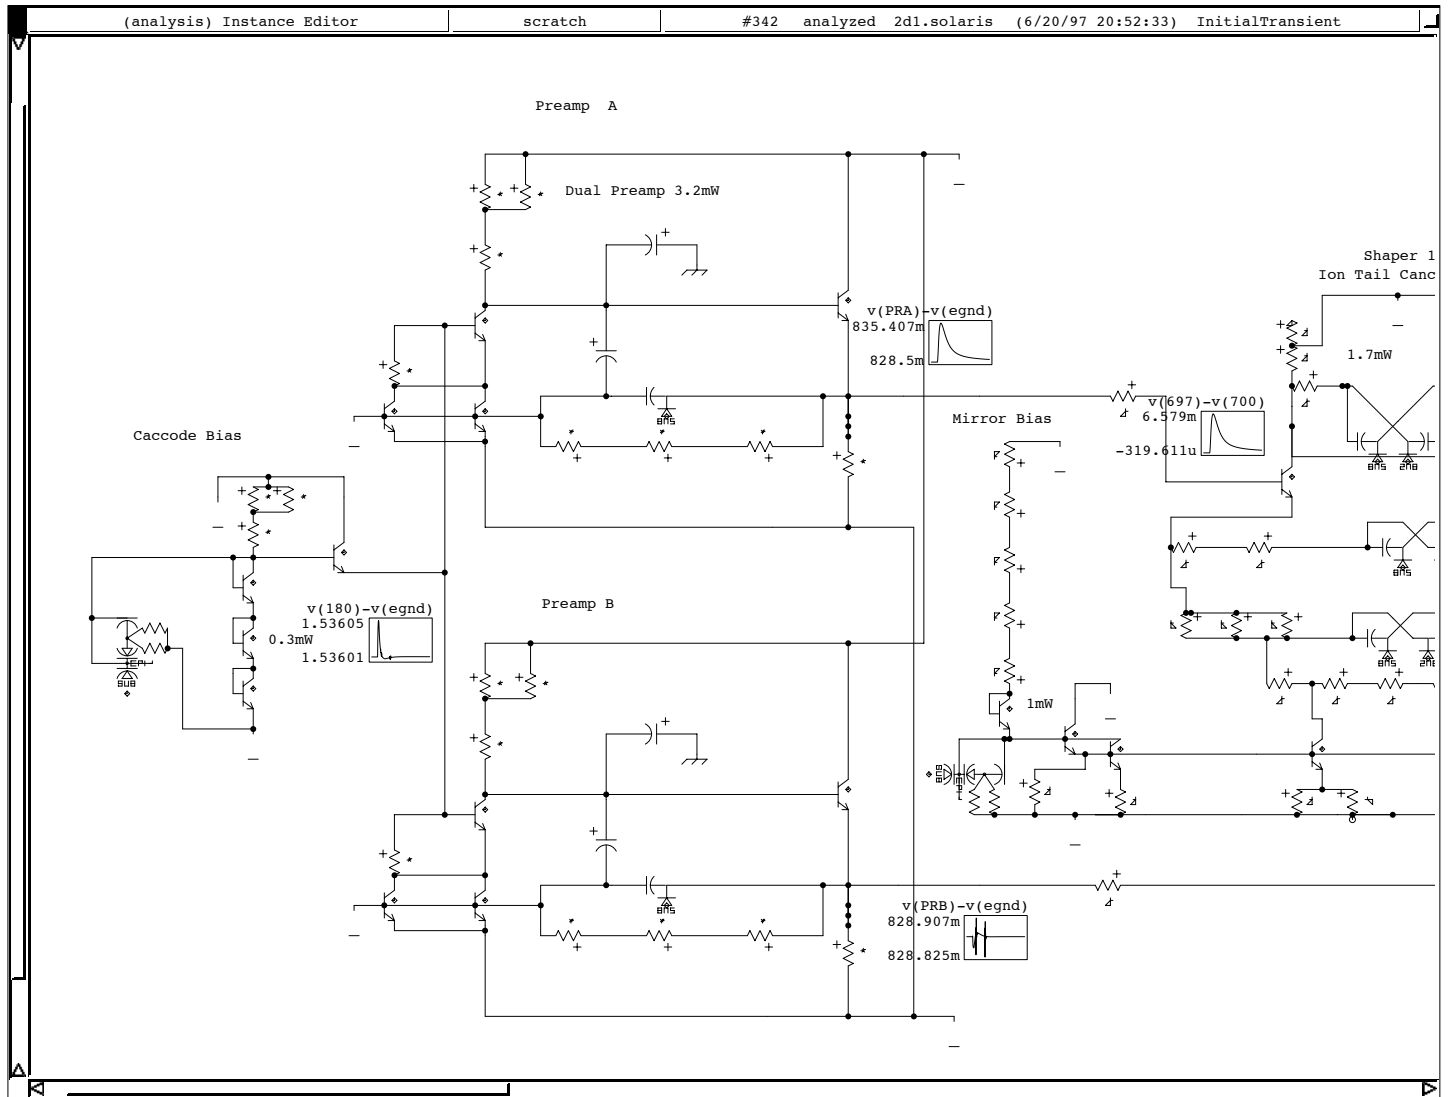 (analysis) Instance Editor
scratch
#342 analyzed 2d1.solaris (6/20/97 20:52:33) InitialTransient
Preamp A
Dual Preamp 3.2mW
Shaper 1
Ion Tail Canc
v(PRA)-v(egnd)
835.407m
828.5m
1.7mW
v(697)-v(700)
6.579m
-319.611u
Mirror Bias
Caccode Bias
Preamp B
v(180)-v(egnd)
1.53605
0.3mW
1.53601
1mW
v(PRB)-v(egnd)
828.907m
828.825m